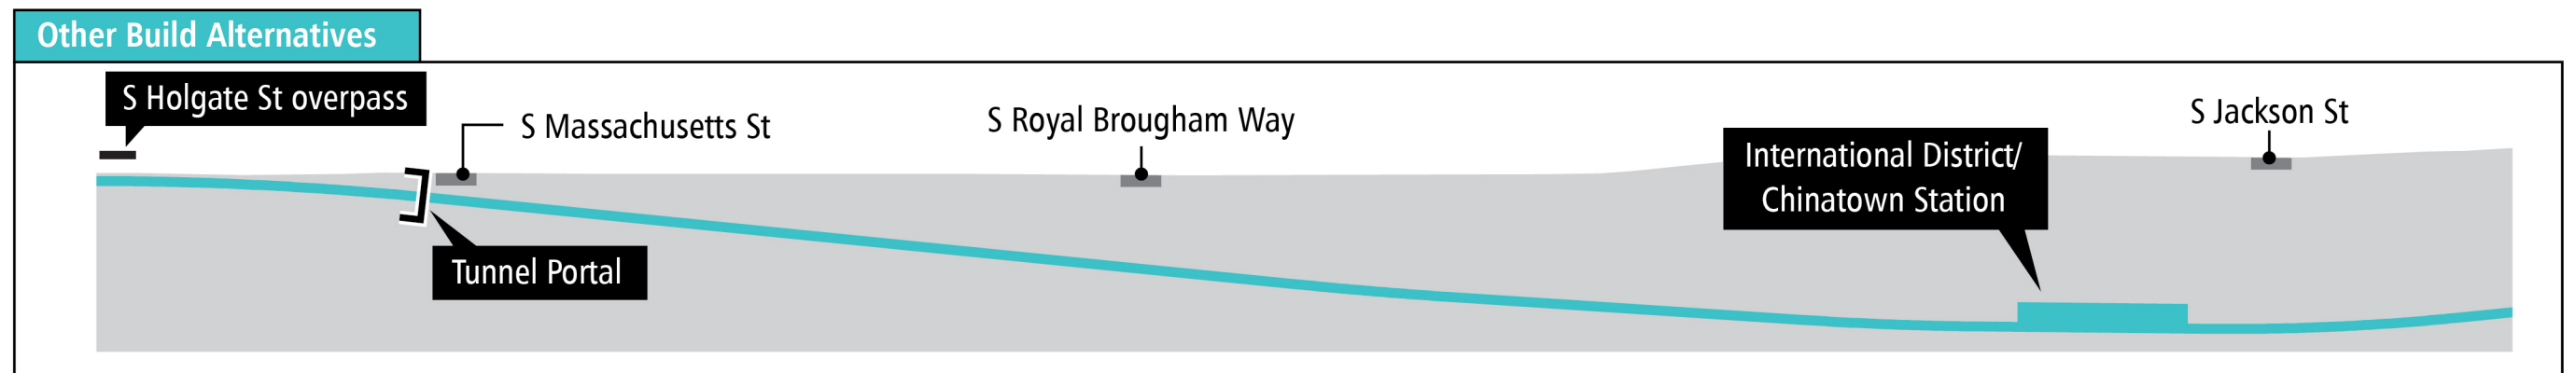 Other Build Alternatives
S Holgate St overpass
S Massachusetts St
S Royal Brougham Way
S Jackson St
International District/
Chinatown Station
Tunnel Portal